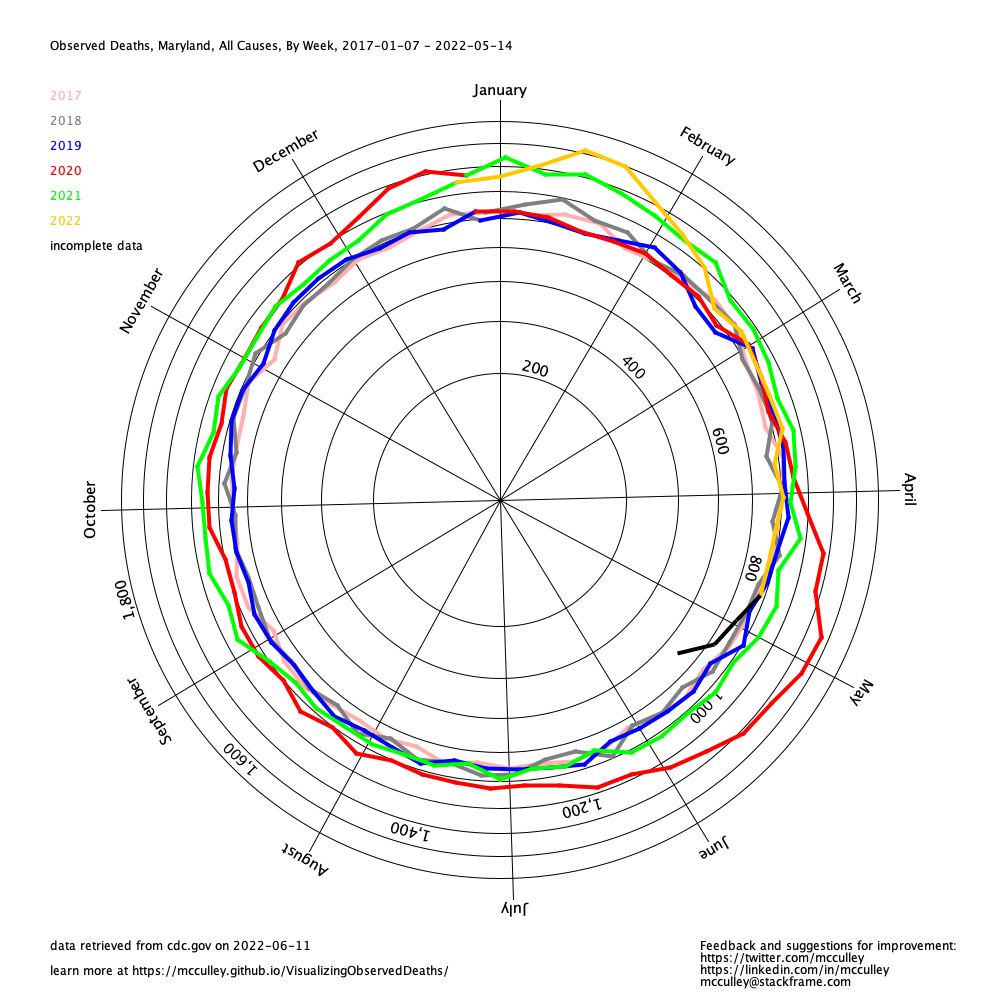 Observed Deaths, Maryland, All Causes, By Week, 2017-01-07 - 2022-05-14
2017
2018
2019
2020
2021
2022
incomplete data
January
February
March
April
May
June
July
August
September
October
November
December
200
400
600
800
1,000
1,200
1,400
1,600
1,800
data retrieved from cdc.gov on 2022-06-11
learn more at https://mcculley.github.io/VisualizingObservedDeaths/
Feedback and suggestions for improvement:
https://twitter.com/mcculley
https://linkedin.com/in/mcculley
mcculley@stackframe.com